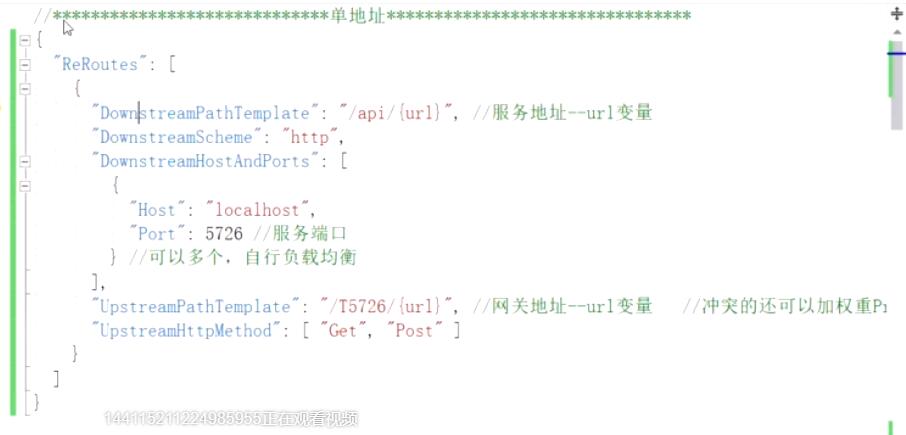 //*****************************单地址********************************
{
"ReRoutes": [
{
"DownstreamPathTemplate": "/api/{url}", //服务地址--url变量
"DownstreamScheme": "http",
"DownstreamHostAndPorts": [
{
"Host": "localhost",
"Port": 5726 //服务端口
} //可以多个，自行负载均衡
],
"UpstreamPathTemplate": "/T5726/{url}", //网关地址--url变量 //冲突的还可以加权重Pr
"UpstreamHttpMethod": [ "Get", "Post" ]
}
]
}
144115211224985955正在观看视频